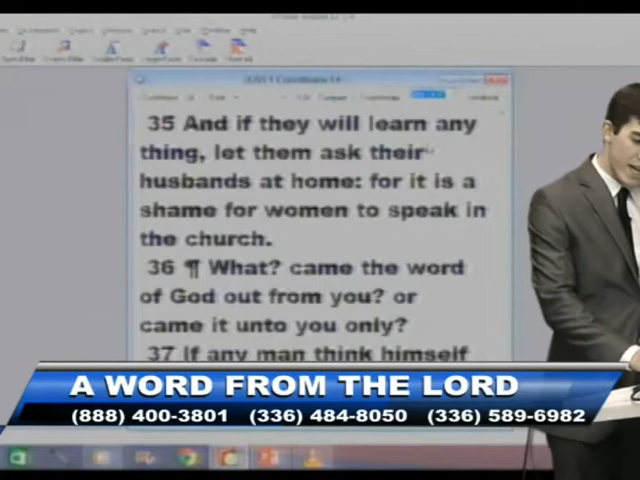 35 And if they will learn any
thing, let them ask their
husbands at home: for it is a
shame for women to speak in
the church.
36 ¶ What? came the word
of God out from you? or
came it unto you only?
37 If any man think himself
A WORD FROM THE LORD
(888) 400-3801 (336) 484-8050 (336) 589-6982